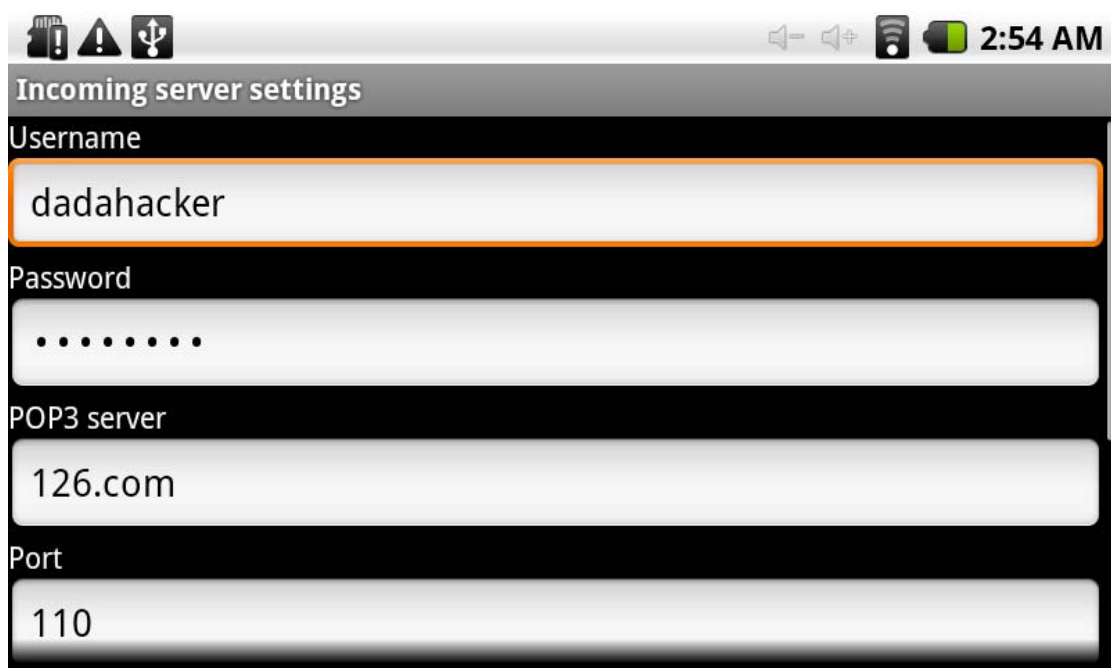 2:54 AM
Incoming server settings
Username
dadahacker
Password
••••••••
POP3 server
126.com
Port
110